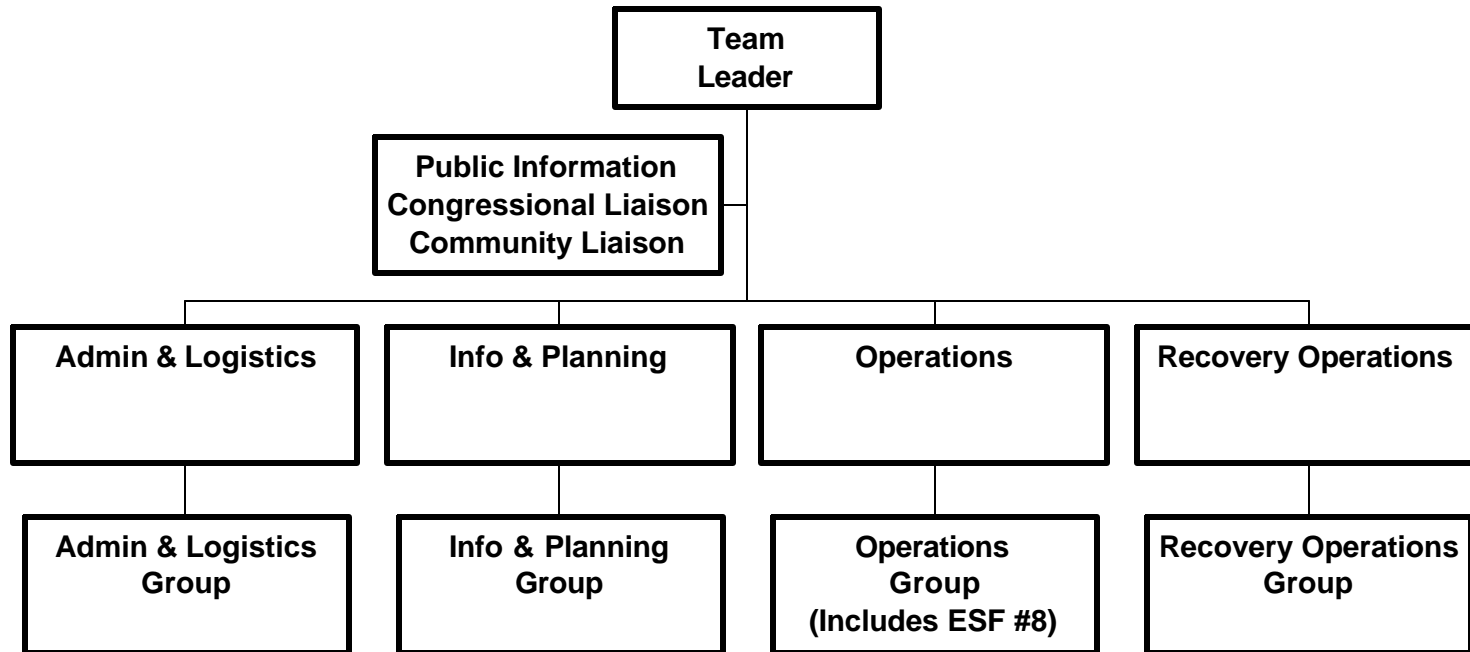 Team
Leader
Public Information
Congressional Liaison
Community Liaison
Admin & Logistics
Info & Planning
Operations
Recovery Operations
Admin & Logistics
Group
Info & Planning
Group
Operations
Group
(Includes ESF #8)
Recovery Operations
Group